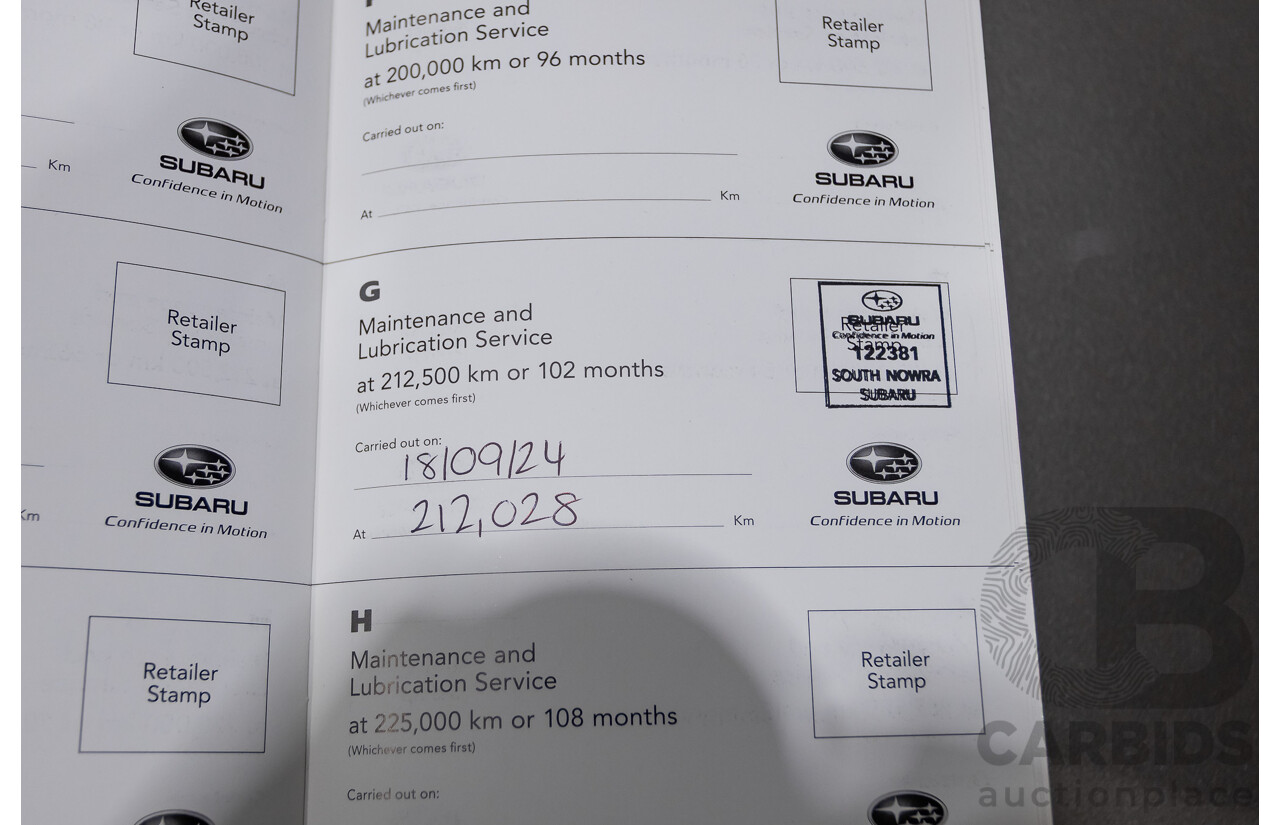 Retailer
Stamp
Km
SUBARU
Confidence in Motion
Retailer
Stamp
SUBARU
Confidence in Motion
Km
Retailer
Stamp
Maintenance and
Lubrication Service
at 200,000 km or 96 months
(Whichever comes first)
Carried out on:
At Km
Retailer
Stamp
SUBARU
Confidence in Motion
G
Maintenance and
Lubrication Service
at 212,500 km or 102 months
(Whichever comes first)
Carried out on:
18/09/24
At 212,028 Km
Retailer
Stamp
SUBARU
Confidence in Motion
122381
SOUTH NOWRA
SUBARU
SUBARU
Confidence in Motion
H
Maintenance and
Lubrication Service
at 225,000 km or 108 months
(Whichever comes first)
Carried out on:
Retailer
Stamp
CB
CARBIDS
auctionplace